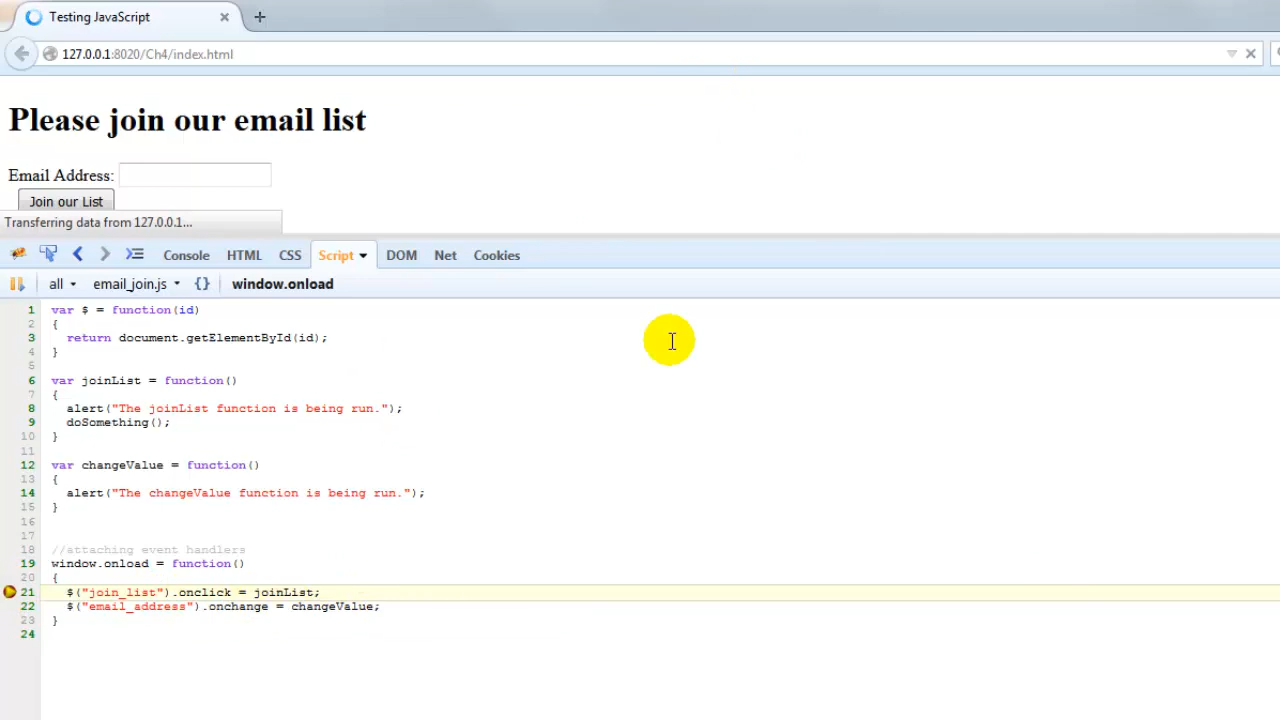 Testing JavaScript
127.0.0.1:8020/Ch4/index.html
Please join our email list
Email Address:
Join our List
Transferring data from 127.0.0.1...
Console HTML CSS Script DOM Net Cookies
all email_join.js {} window.onload
1 var $ = function(id)
2 {
3 return document.getElementById(id);
4 }
5
6 var joinList = function()
7 {
8 alert("The joinList function is being run.");
9 doSomething();
10 }
11
12 var changeValue = function()
13 {
14 alert("The changeValue function is being run.");
15 }
16
17
18 //attaching event handlers
19 window.onload = function()
20 {
21 $("join_list").onclick = joinList;
22 $("email_address").onchange = changeValue;
23 }
24